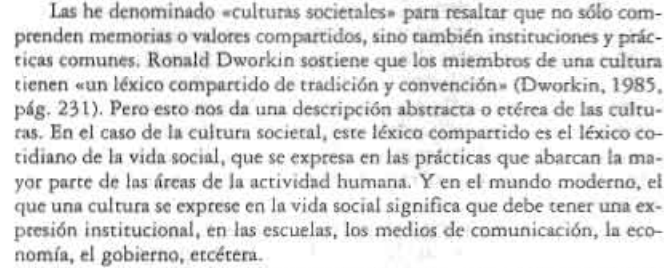 Las he denominado «culturas societales» para resaltar que no sólo com-
prenden memorias o valores compartidos, sino también instituciones y prác-
ticas comunes. Ronald Dworkin sostiene que los miembros de una cultura
tienen «un léxico compartido de tradición y convención» (Dworkin, 1985,
pág. 231). Pero esto nos da una descripción abstracta o etérea de las cultu-
ras. En el caso de la cultura societal, este léxico compartido es el léxico co-
tidiano de la vida social, que se expresa en las prácticas que abarcan la ma-
yor parte de las áreas de la actividad humana. Y en el mundo moderno, el
que una cultura se exprese en la vida social significa que debe tener una ex-
presión institucional, en las escuelas, los medios de comunicación, la eco-
nomía, el gobierno, etcétera.